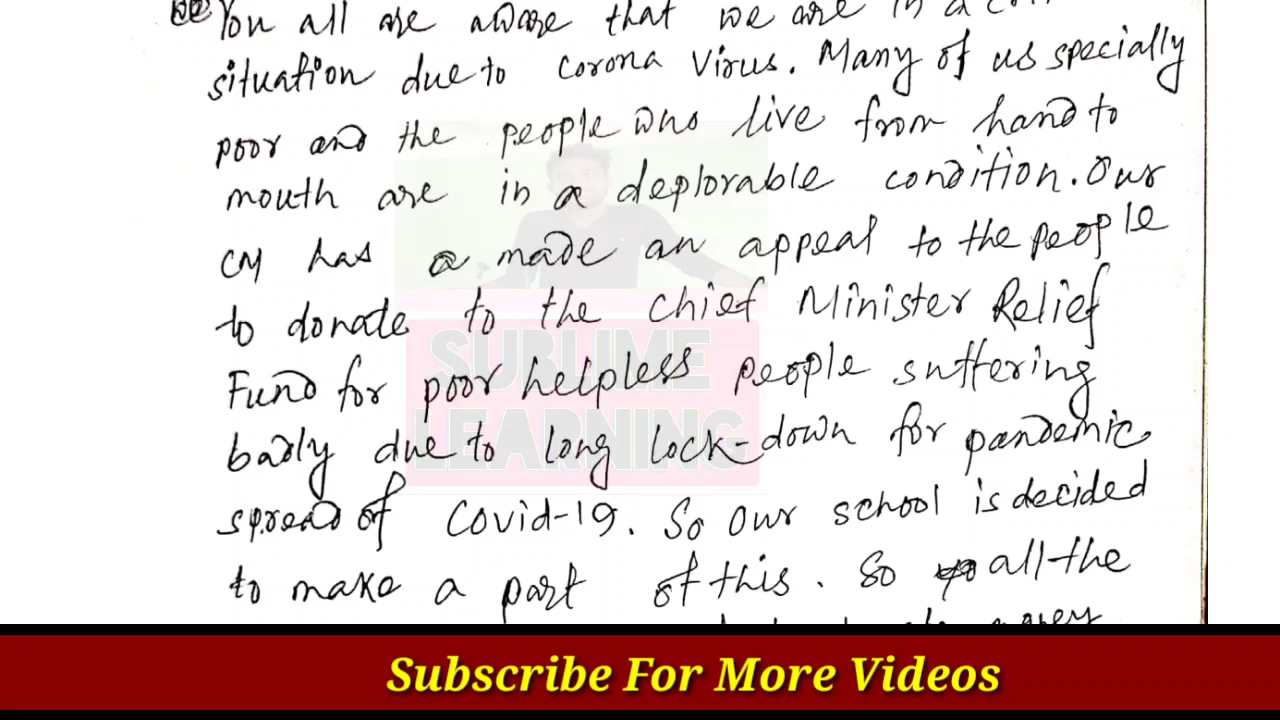 You all are aware that we are in a
situation due to corona Virus. Many of us specially
poor and the people who live from hand to
mouth are in a deplorable condition. Our
CM has a made an appeal to the people
to donate to the Chief Minister Relief
Fund for poor helpless people suffering
badly due to long lock-down for pandemic
spread of Covid-19. So our school is decided
to make a part of this. So all the
SUBLIME
LEARNING
Subscribe For More Videos